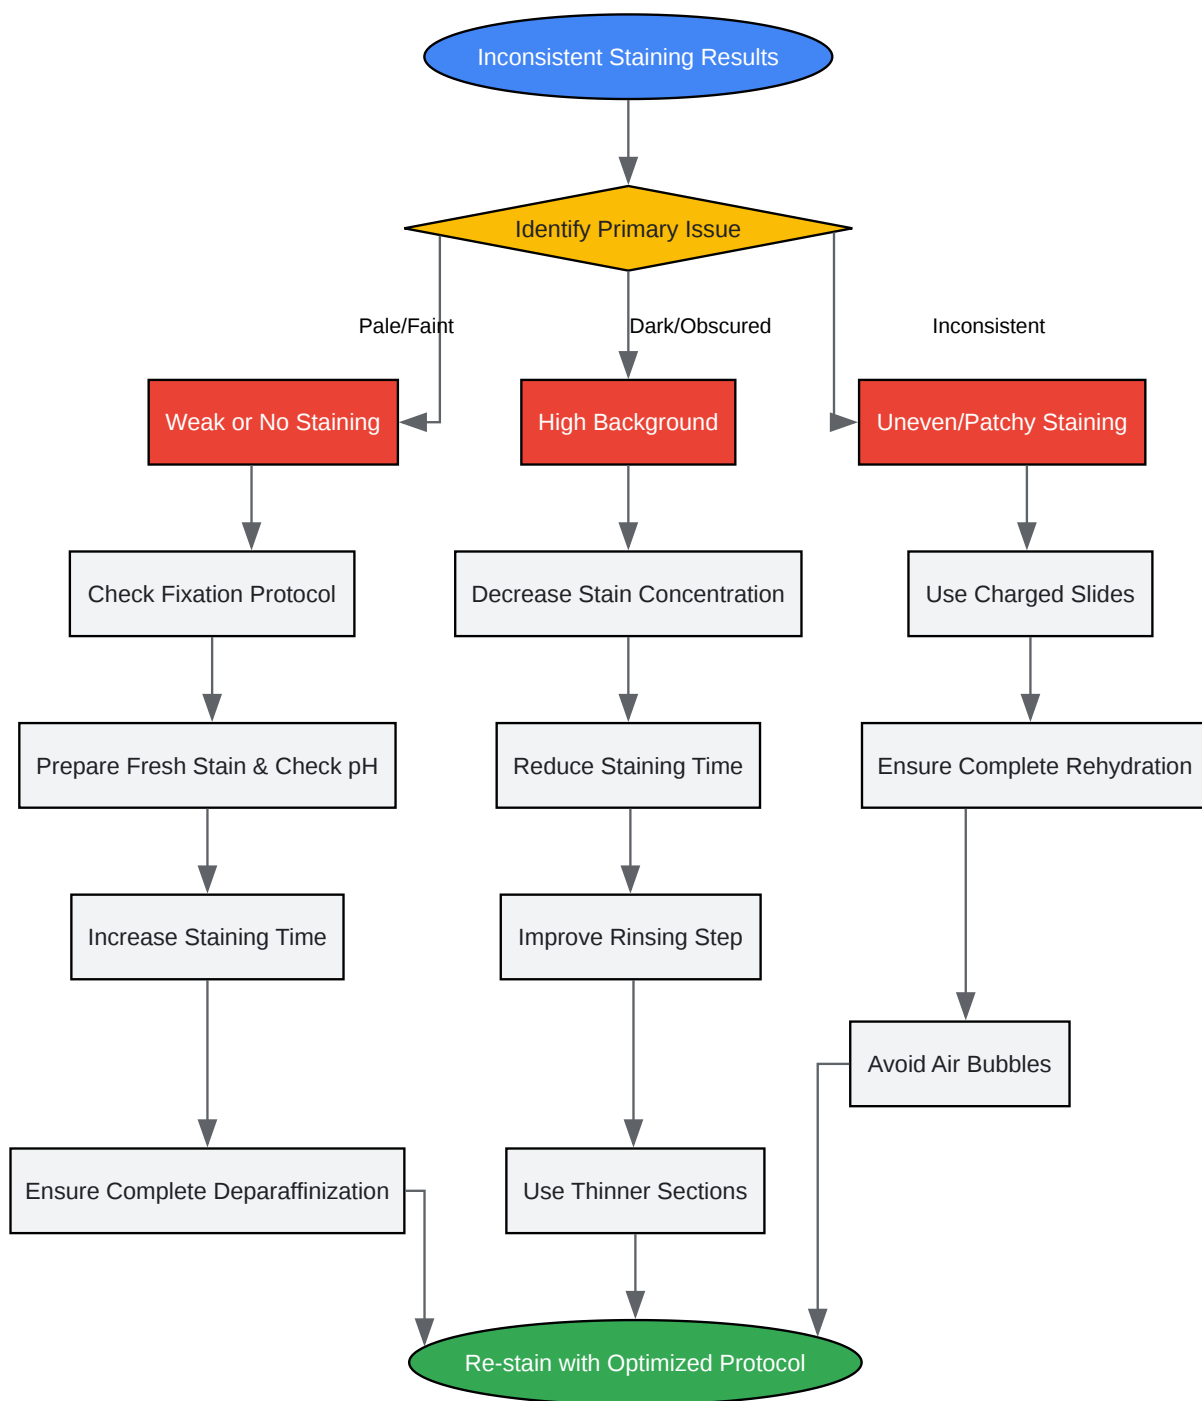 Inconsistent Staining Results
Identify Primary Issue
Pale/Faint
Dark/Obscured
Inconsistent
Weak or No Staining
High Background
Uneven/Patchy Staining
Check Fixation Protocol
Decrease Stain Concentration
Use Charged Slides
Prepare Fresh Stain & Check pH
Reduce Staining Time
Ensure Complete Rehydration
Increase Staining Time
Improve Rinsing Step
Avoid Air Bubbles
Ensure Complete Deparaffinization
Use Thinner Sections
Re-stain with Optimized Protocol